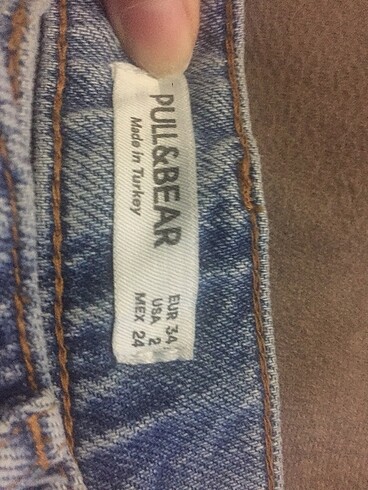 PULL&BEAR
Made in Turkey
EUR 34
USA 2
MEX 24